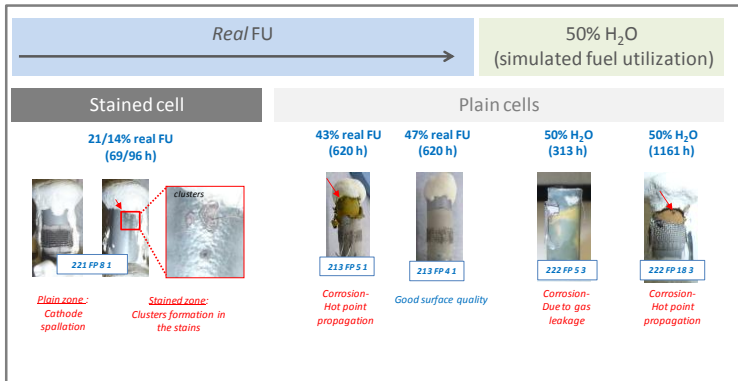 Real FU
50% H₂O
(simulated fuel utilization)
Stained cell
Plain cells
21/14% real FU
(69/96 h)
43% real FU
(620 h)
47% real FU
(620 h)
50% H₂O
(313 h)
50% H₂O
(1161 h)
clusters
221 FP 8 1
213 FP 5 1
213 FP 4 1
222 FP 5 3
222 FP 18 3
Plain zone :
Cathode
spallation
Stained zone:
Clusters formation in
the stains
Corrosion-
Hot point
propagation
Good surface quality
Corrosion-
Due to gas
leakage
Corrosion-
Hot point
propagation